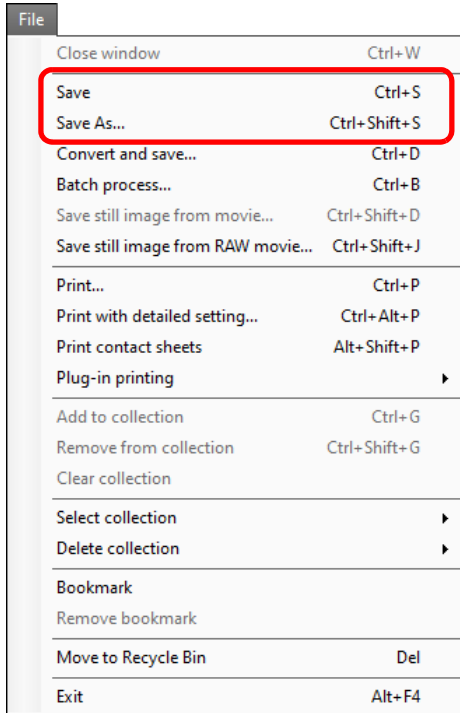 File
Close window Ctrl+W
Save Ctrl+S
Save As... Ctrl+Shift+S
Convert and save... Ctrl+D
Batch process... Ctrl+B
Save still image from movie... Ctrl+Shift+D
Save still image from RAW movie... Ctrl+Shift+J
Print... Ctrl+P
Print with detailed setting... Ctrl+Alt+P
Print contact sheets Alt+Shift+P
Plug-in printing
Add to collection Ctrl+G
Remove from collection Ctrl+Shift+G
Clear collection
Select collection
Delete collection
Bookmark
Remove bookmark
Move to Recycle Bin Del
Exit Alt+F4